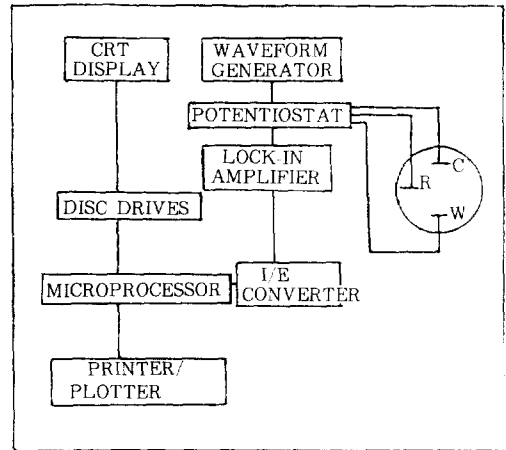 CRT
DISPLAY
WAVEFORM
GENERATOR
POTENTIOSTAT
LOCK-IN
AMPLIFIER
C
R
W
DISC DRIVES
I/E
CONVERTER
MICROPROCESSOR
PRINTER/
PLOTTER